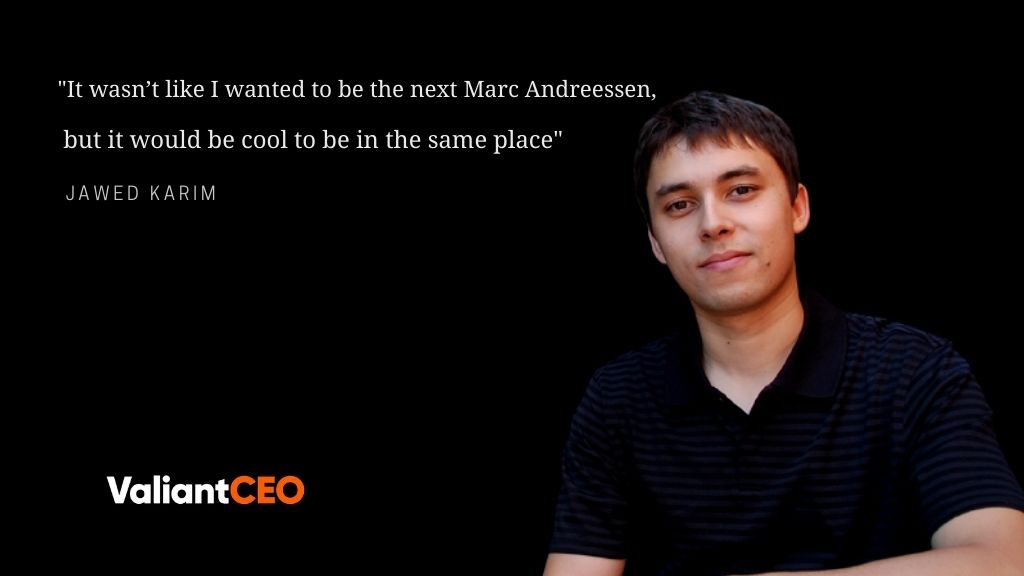 "It wasn’t like I wanted to be the next Marc Andreessen,
but it would be cool to be in the same place"
JAWED KARIM
ValiantCEO